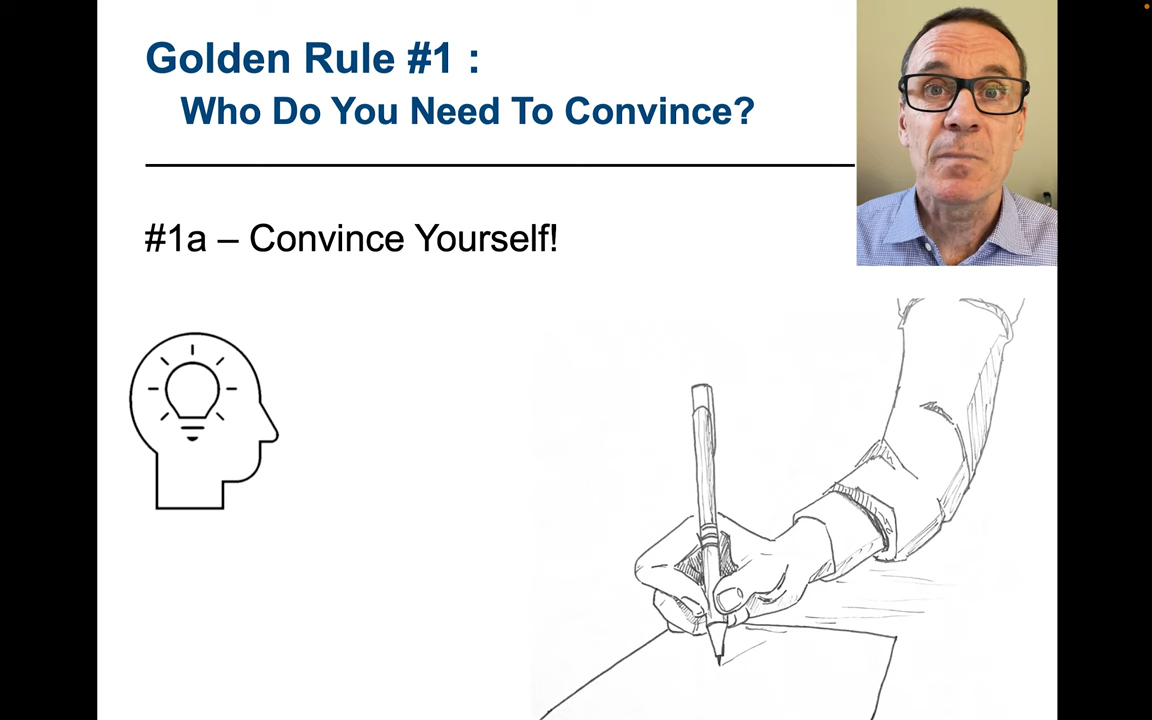 Golden Rule #1 :
Who Do You Need To Convince?
#1a – Convince Yourself!